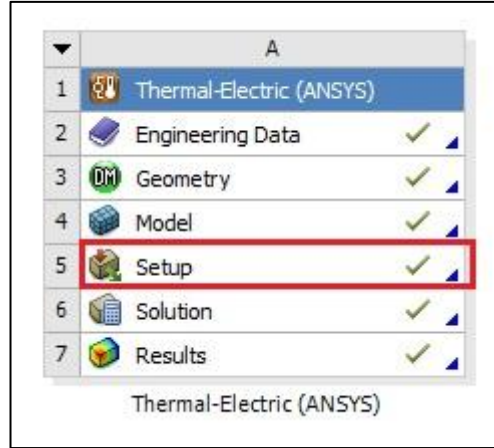 A
1 Thermal-Electric (ANSYS)
2 Engineering Data
3 DM Geometry
4 Model
5 Setup
6 Solution
7 Results
Thermal-Electric (ANSYS)